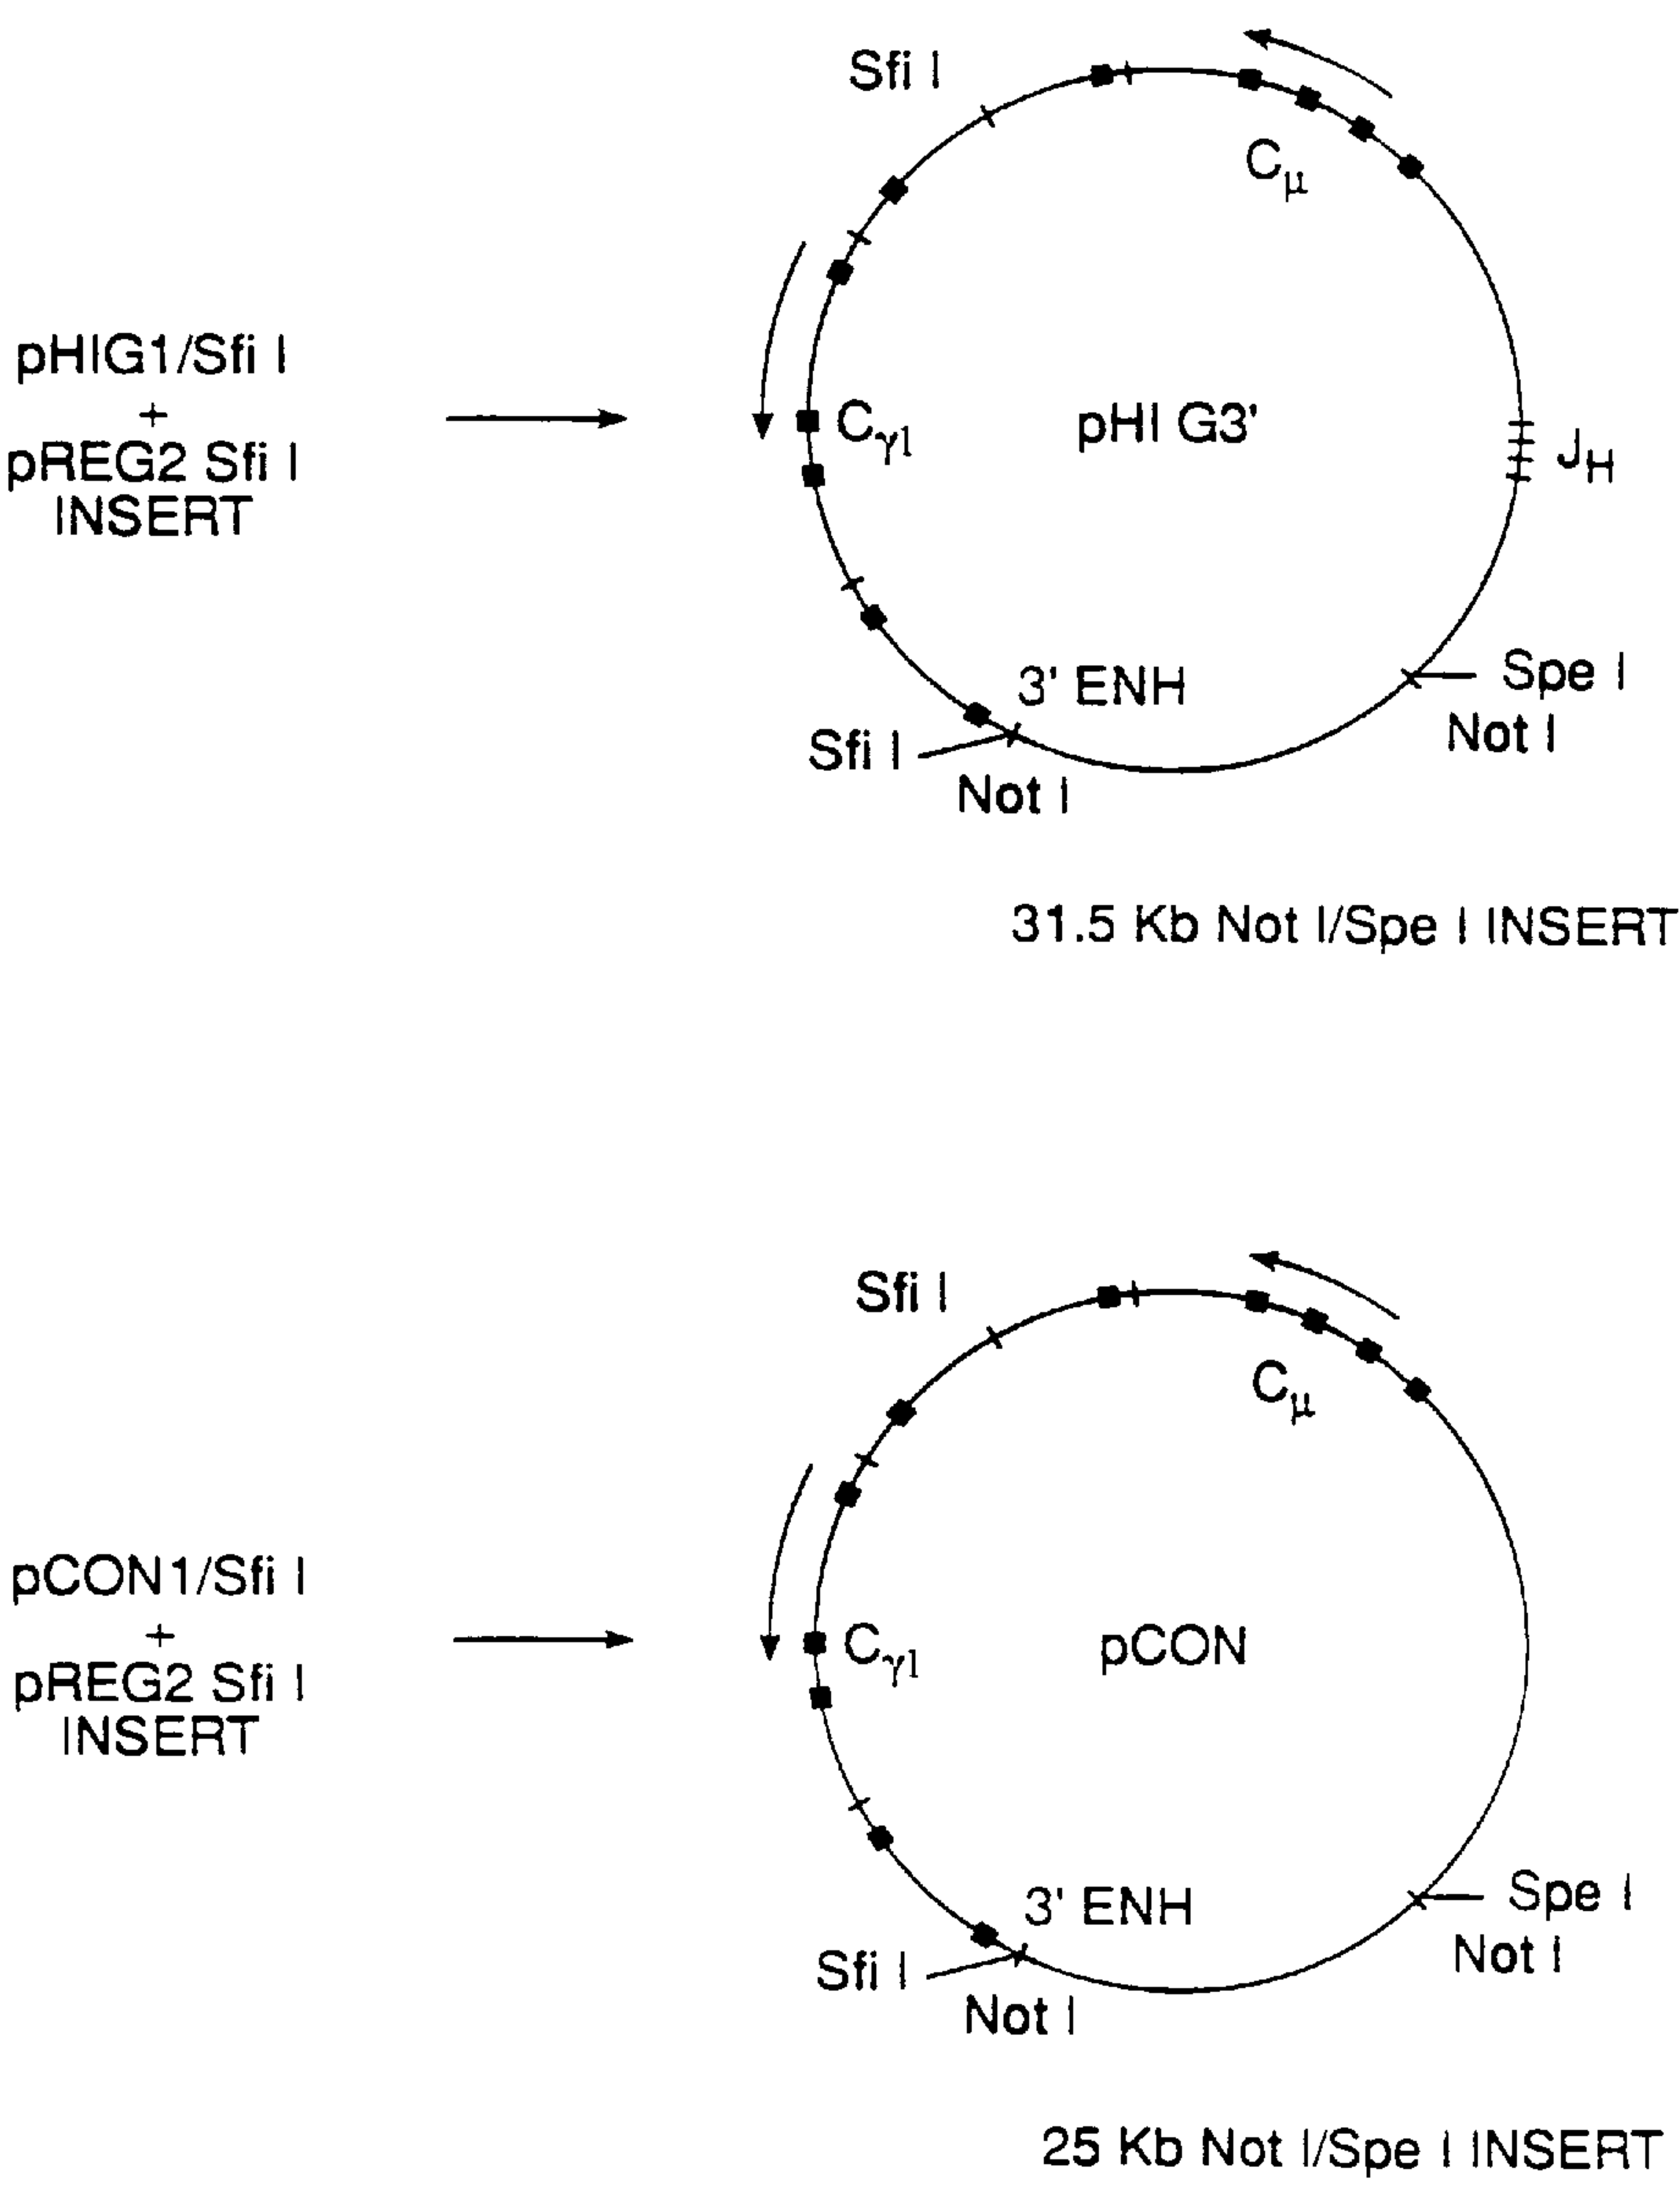 Sfi I
Cμ
pHIG1/Sfi I
+
pREG2 Sfi I
INSERT
Cγ1
pHI G3'
JH
3' ENH
Spe I
Sfi I
Not I
Not I
31.5 Kb Not I/Spe I INSERT
Sfi I
Cμ
pCON1/Sfi I
+
pREG2 Sfi I
INSERT
Cγ1
pCON
3' ENH
Spe I
Sfi I
Not I
Not I
25 Kb Not I/Spe I INSERT